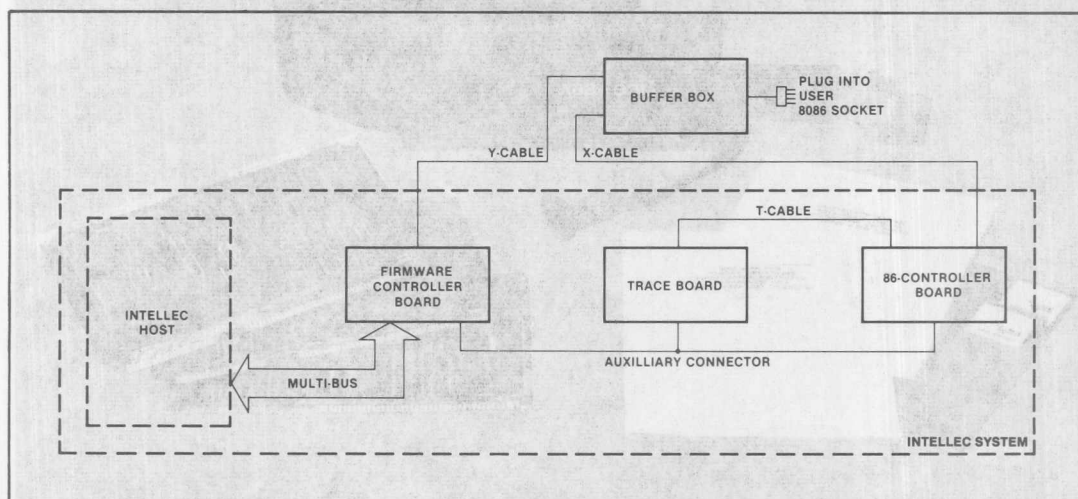 BUFFER BOX
PLUG INTO
USER
8086 SOCKET
Y-CABLE
X-CABLE
T-CABLE
INTELLEC
HOST
FIRMWARE
CONTROLLER
BOARD
TRACE BOARD
86-CONTROLLER
BOARD
AUXILLIARY CONNECTOR
MULTI-BUS
INTELLEC SYSTEM